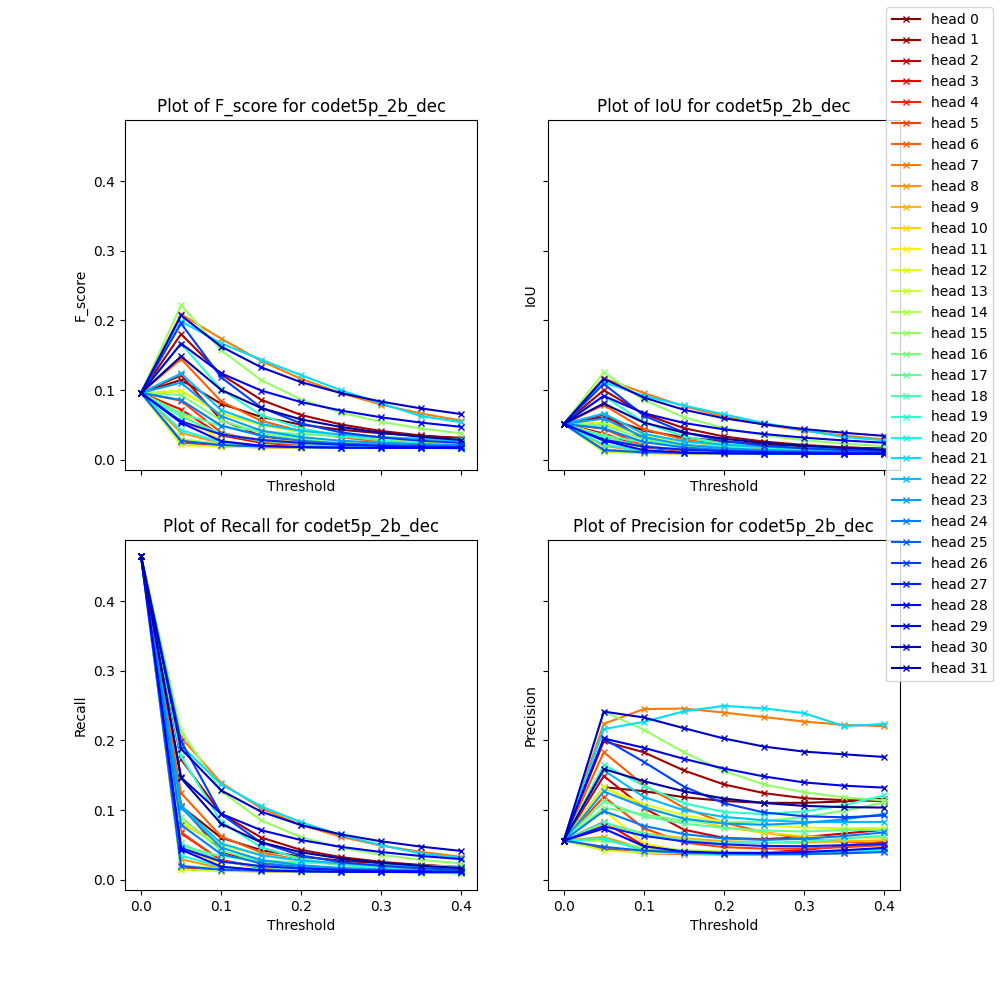 Plot of F_score for codet5p_2b_dec
F_score
0.4
0.3
0.2
0.1
0.0
Threshold
Plot of IoU for codet5p_2b_dec
IoU
Threshold
Plot of Recall for codet5p_2b_dec
Recall
0.4
0.3
0.2
0.1
0.0
0.0 0.1 0.2 0.3 0.4
Threshold
Plot of Precision for codet5p_2b_dec
Precision
0.0 0.1 0.2 0.3 0.4
Threshold
head 0
head 1
head 2
head 3
head 4
head 5
head 6
head 7
head 8
head 9
head 10
head 11
head 12
head 13
head 14
head 15
head 16
head 17
head 18
head 19
head 20
head 21
head 22
head 23
head 24
head 25
head 26
head 27
head 28
head 29
head 30
head 31